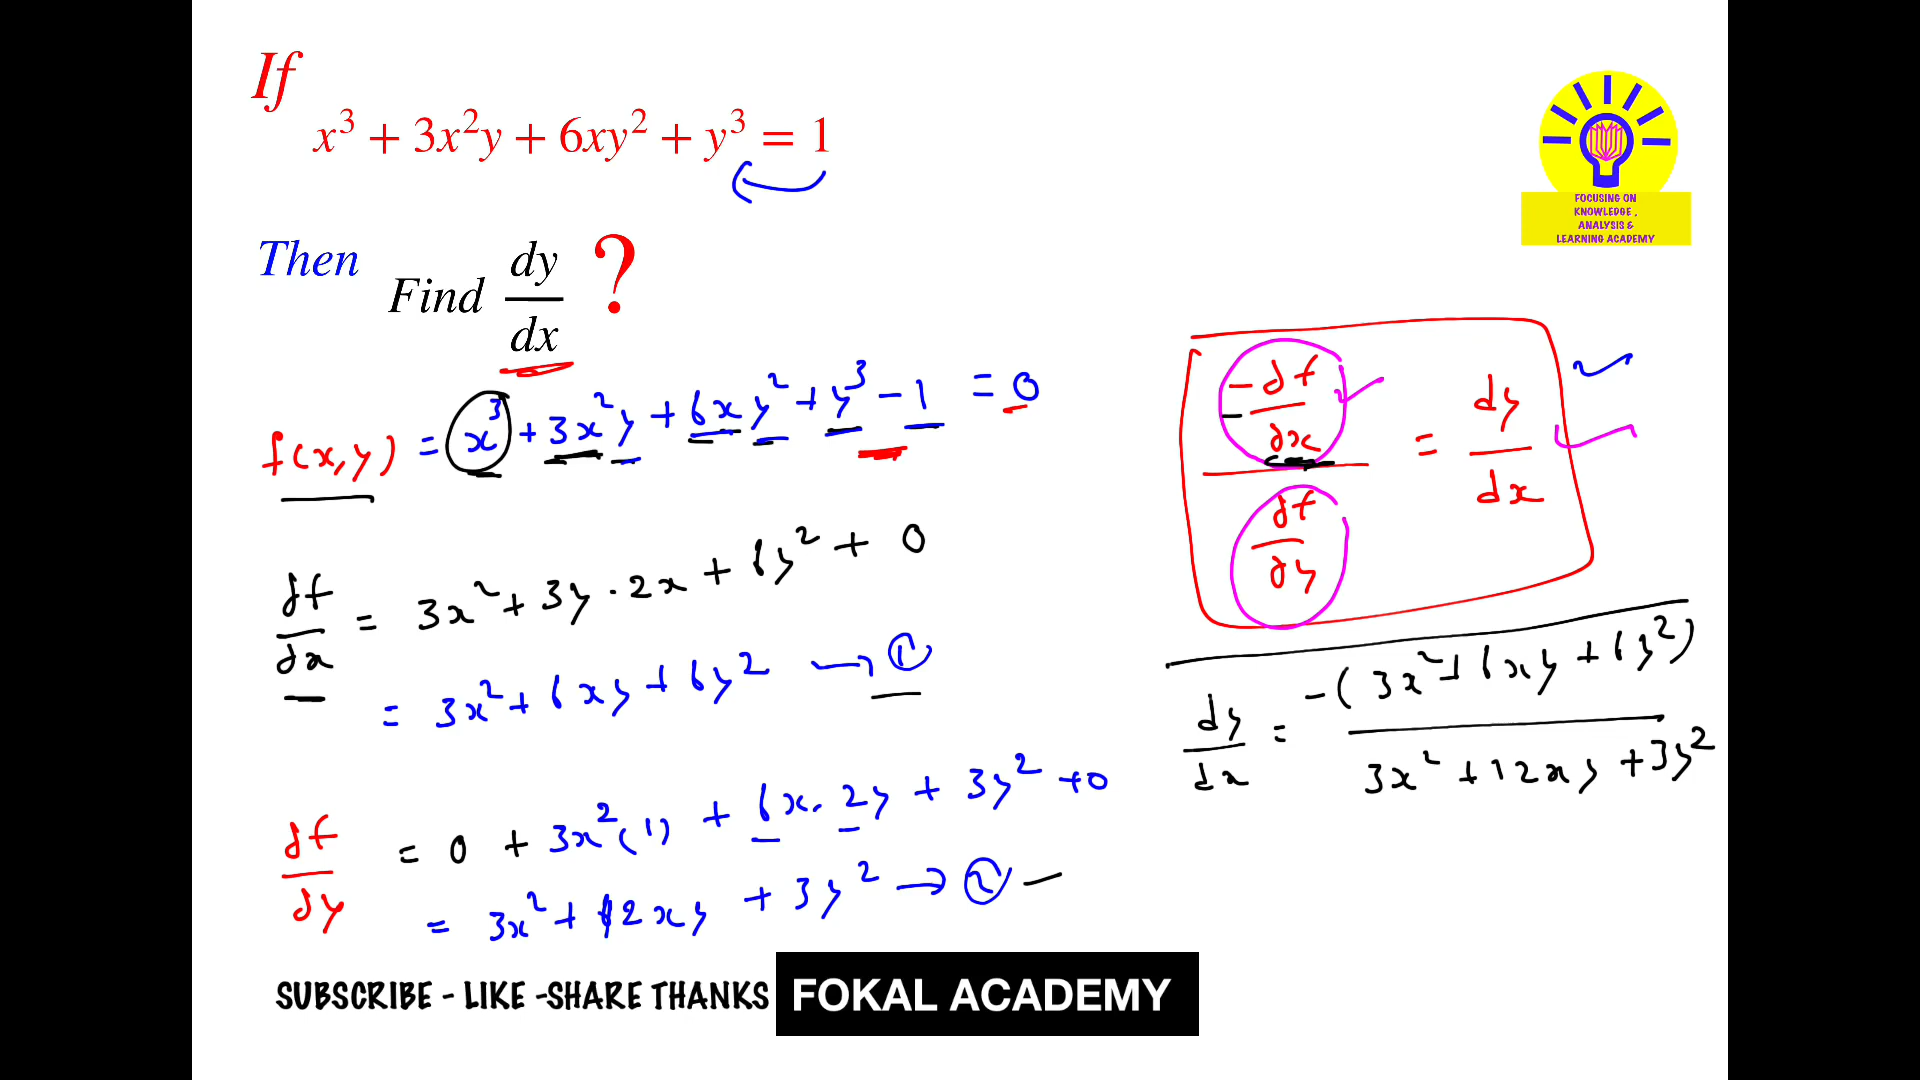 If
x³ + 3x²y + 6xy² + y³ = 1
Then
Find dy/dx ?
f(x,y) = x³ + 3x²y + 6xy² + y³ - 1 = 0
∂f/∂x = 3x² + 3y · 2x + 6y² + 0
= 3x² + 6xy + 6y² → ①
∂f/∂y = 0 + 3x²(1) + 6x · 2y + 3y² + 0
= 3x² + 12xy + 3y² → ②
FOCUSING ON
KNOWLEDGE ,
ANALYSIS &
LEARNING ACADEMY
(-∂f/∂x)/(∂f/∂y) = dy/dx
dy/dx = -(3x² + 6xy + 6y²)/(3x² + 12xy + 3y²)
SUBSCRIBE - LIKE -SHARE THANKS FOKAL ACADEMY